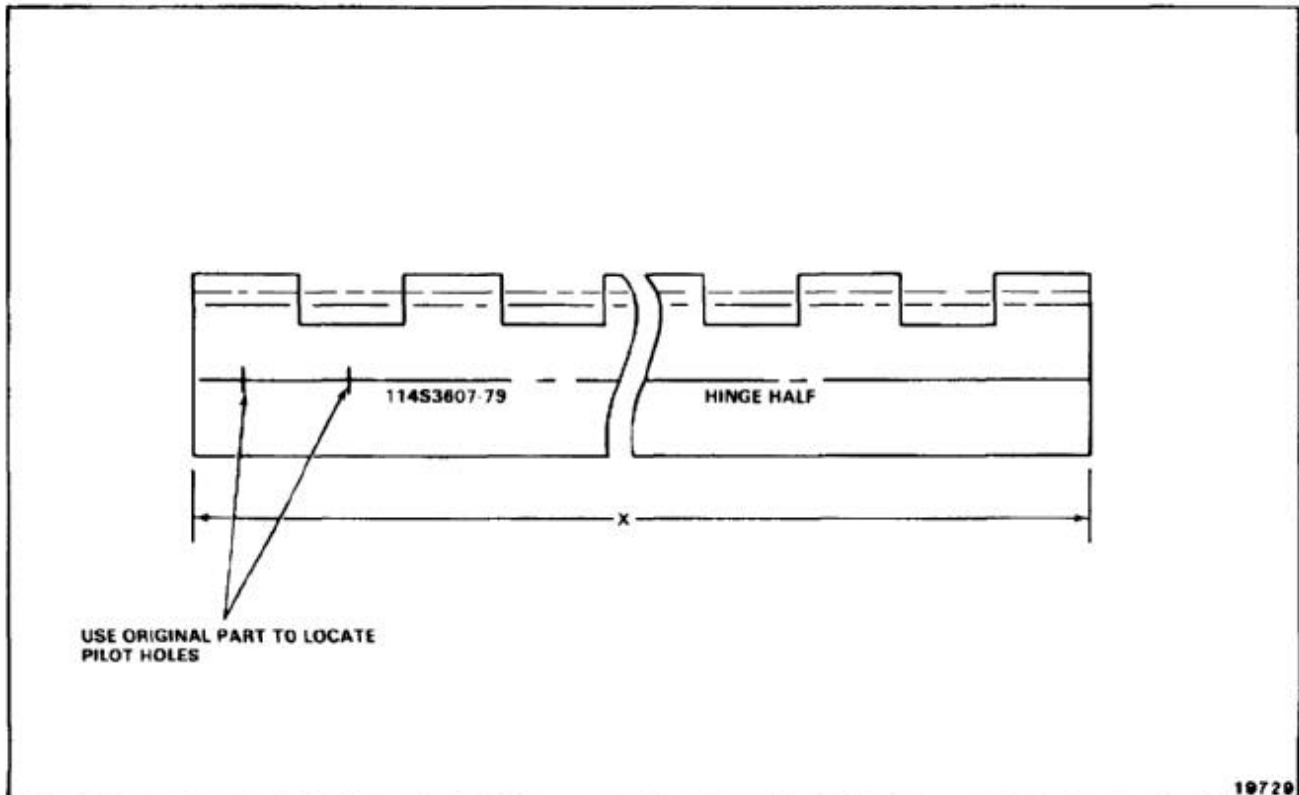 114S3607-79
HINGE HALF
X
USE ORIGINAL PART TO LOCATE
PILOT HOLES
19729